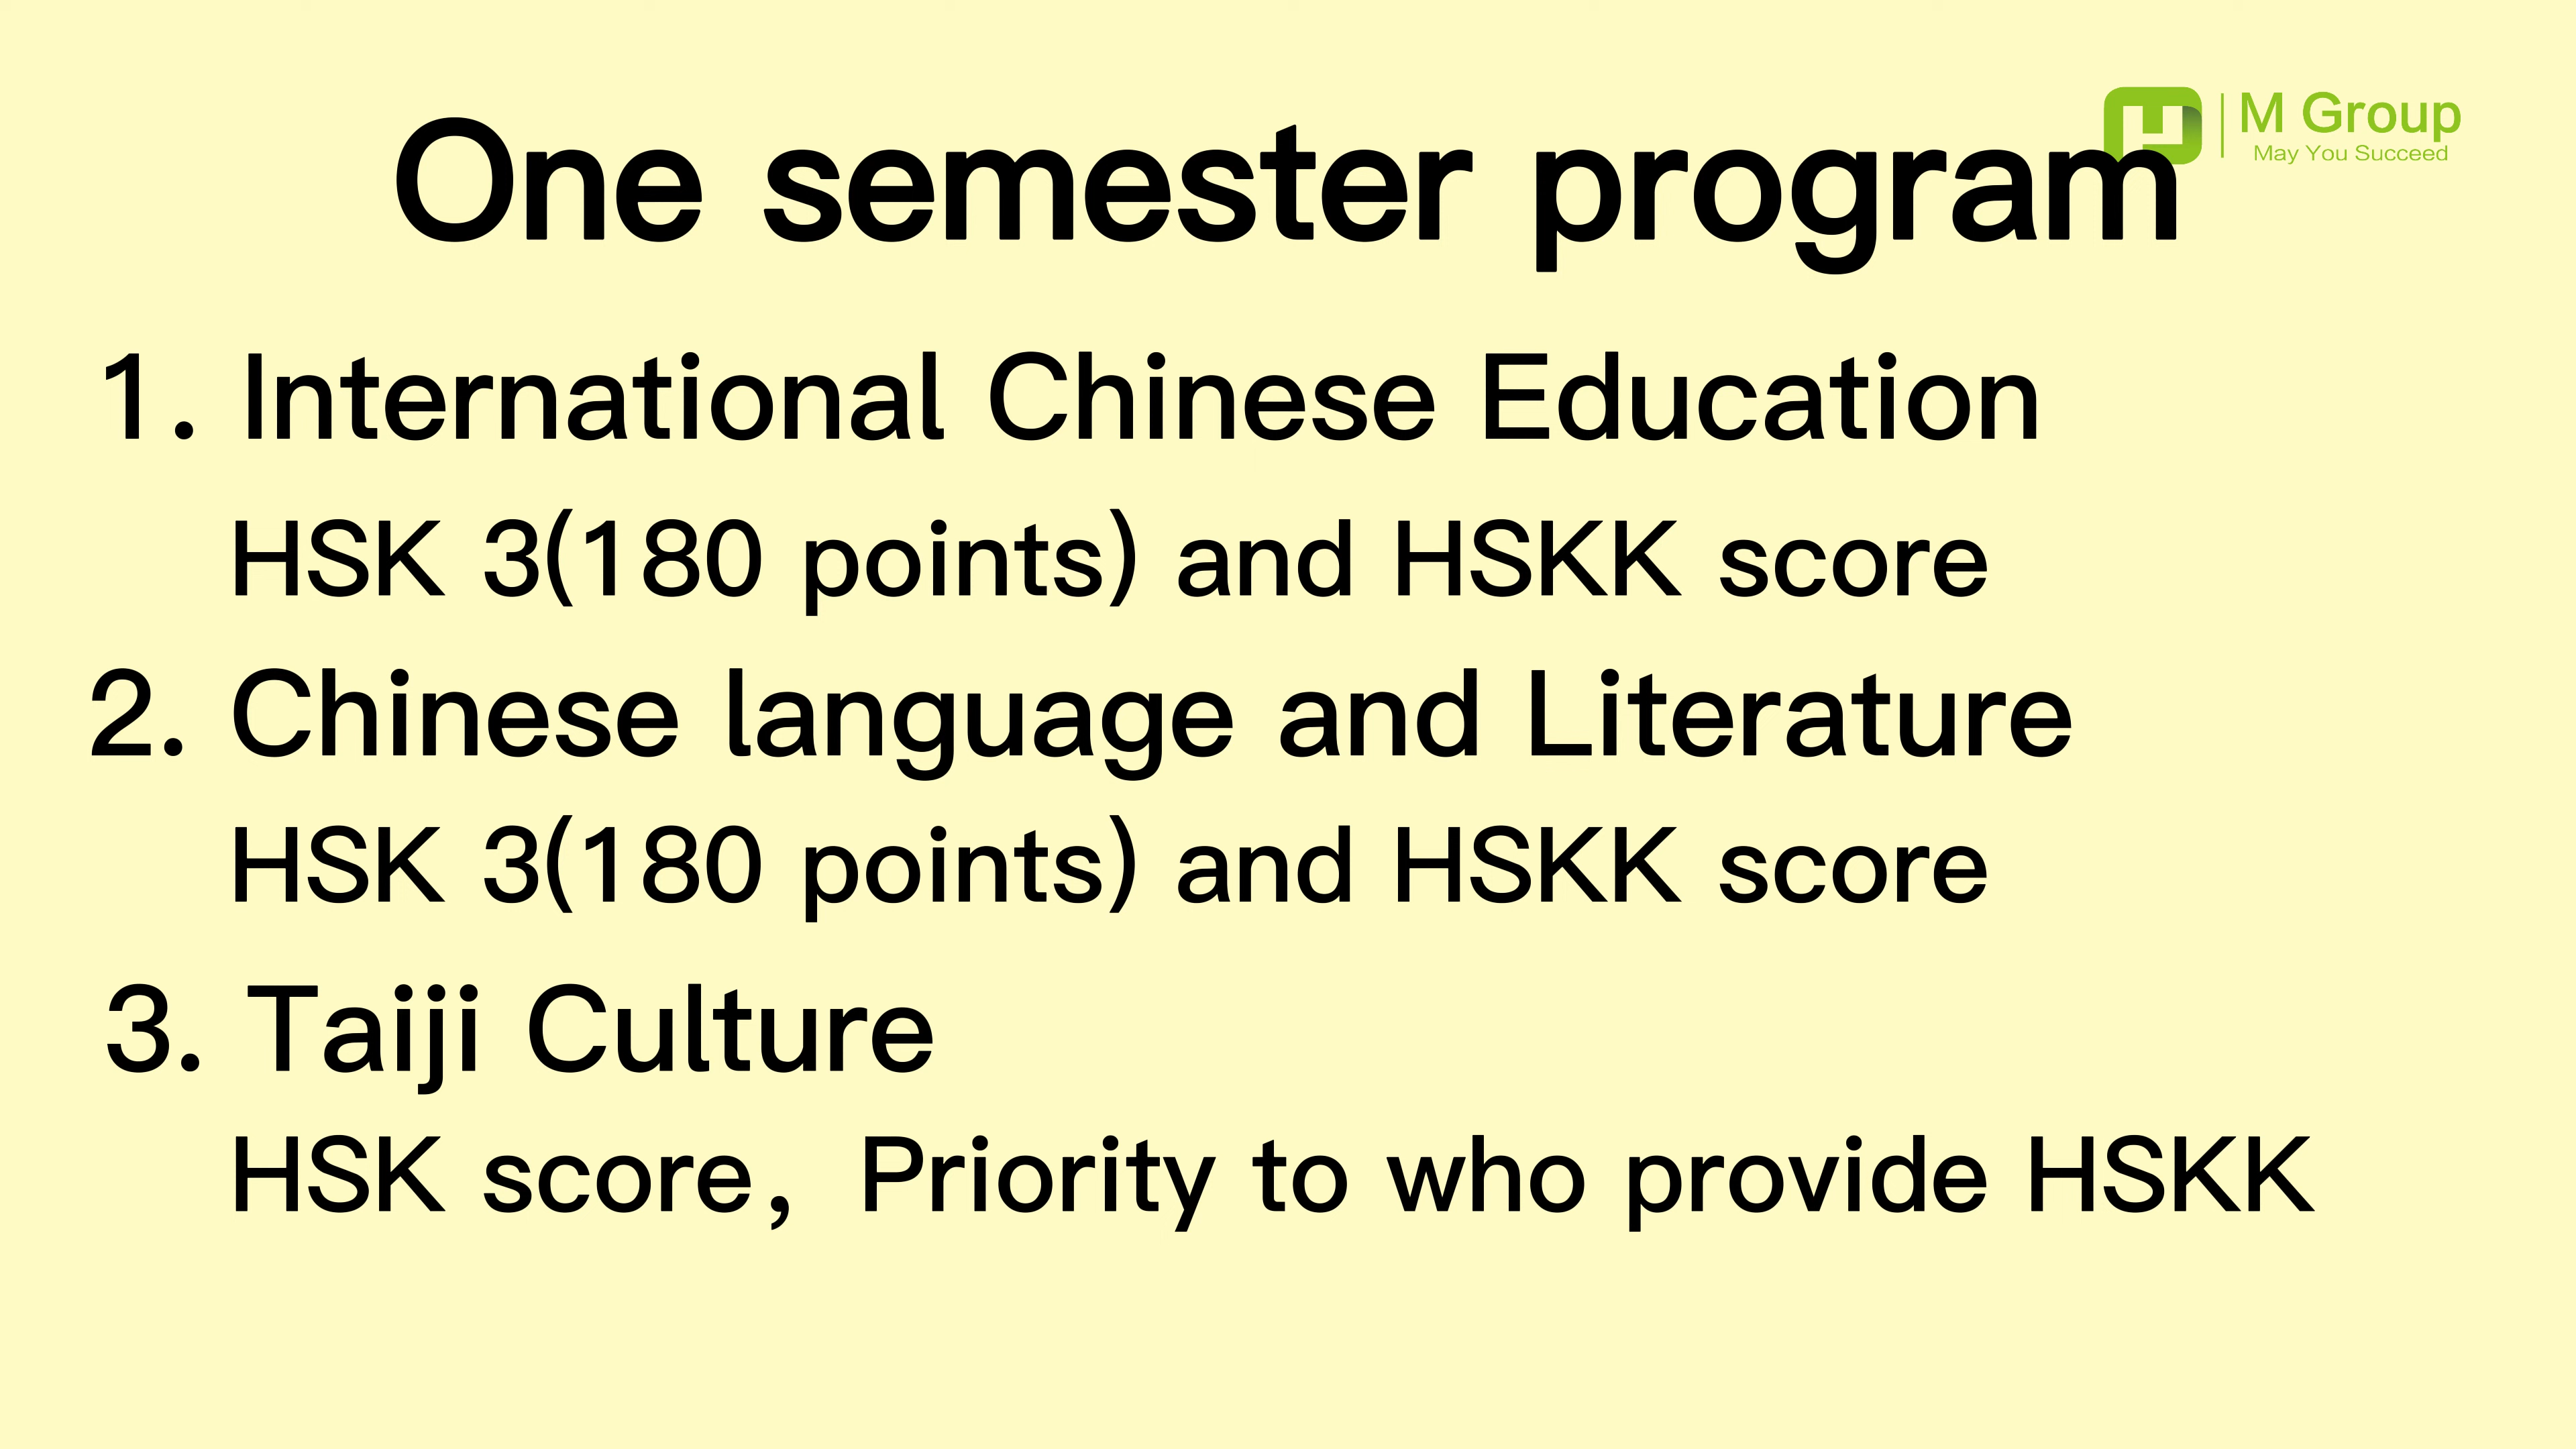 M Group
May You Succeed
One semester program
1. International Chinese Education
HSK 3(180 points) and HSKK score
2. Chinese language and Literature
HSK 3(180 points) and HSKK score
3. Taiji Culture
HSK score，Priority to who provide HSKK